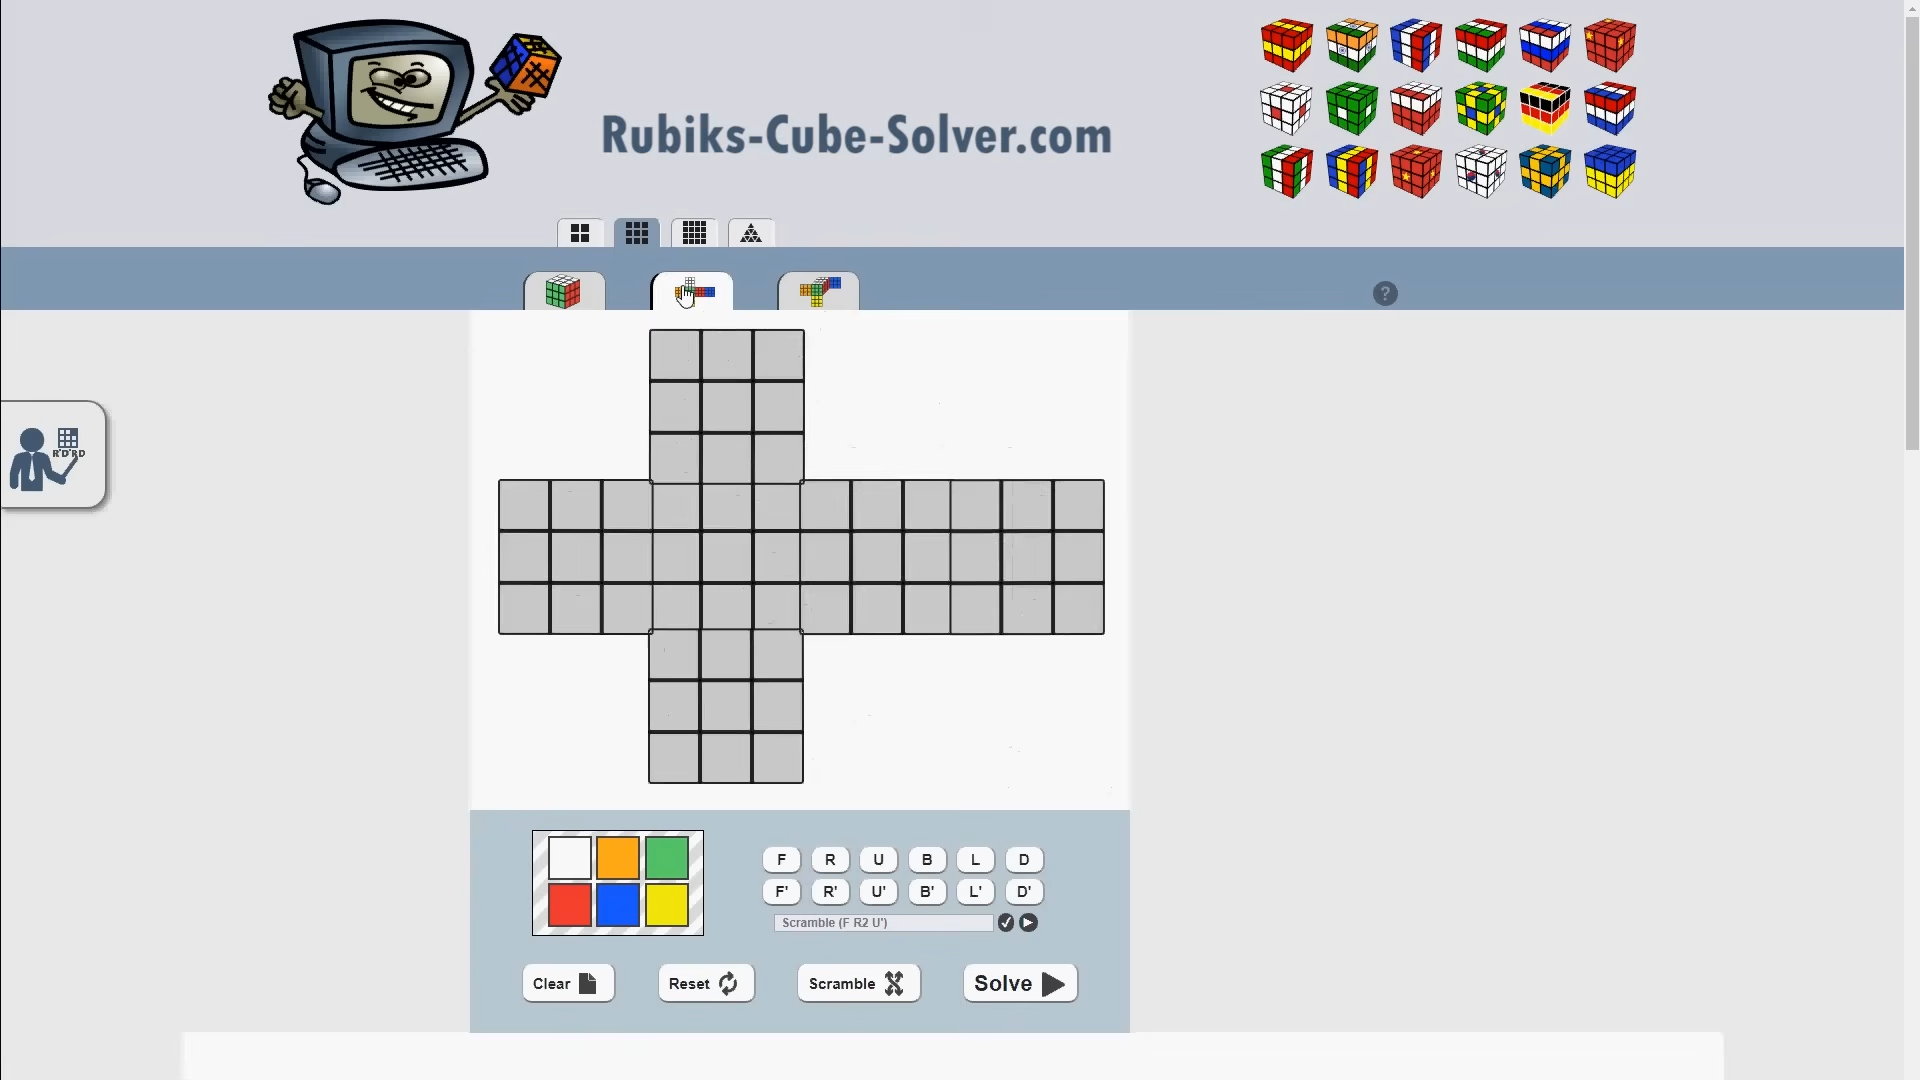 Rubiks-Cube-Solver.com
?
R'D'RD
F R U B L D
F' R' U' B' L' D'
Scramble (F R2 U')
Clear Reset Scramble Solve